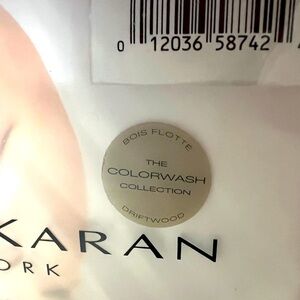 0 12036 58742
BOIS FLOTTE
THE
COLORWASH
COLLECTION
DRIFTWOOD
KARAN
ORK